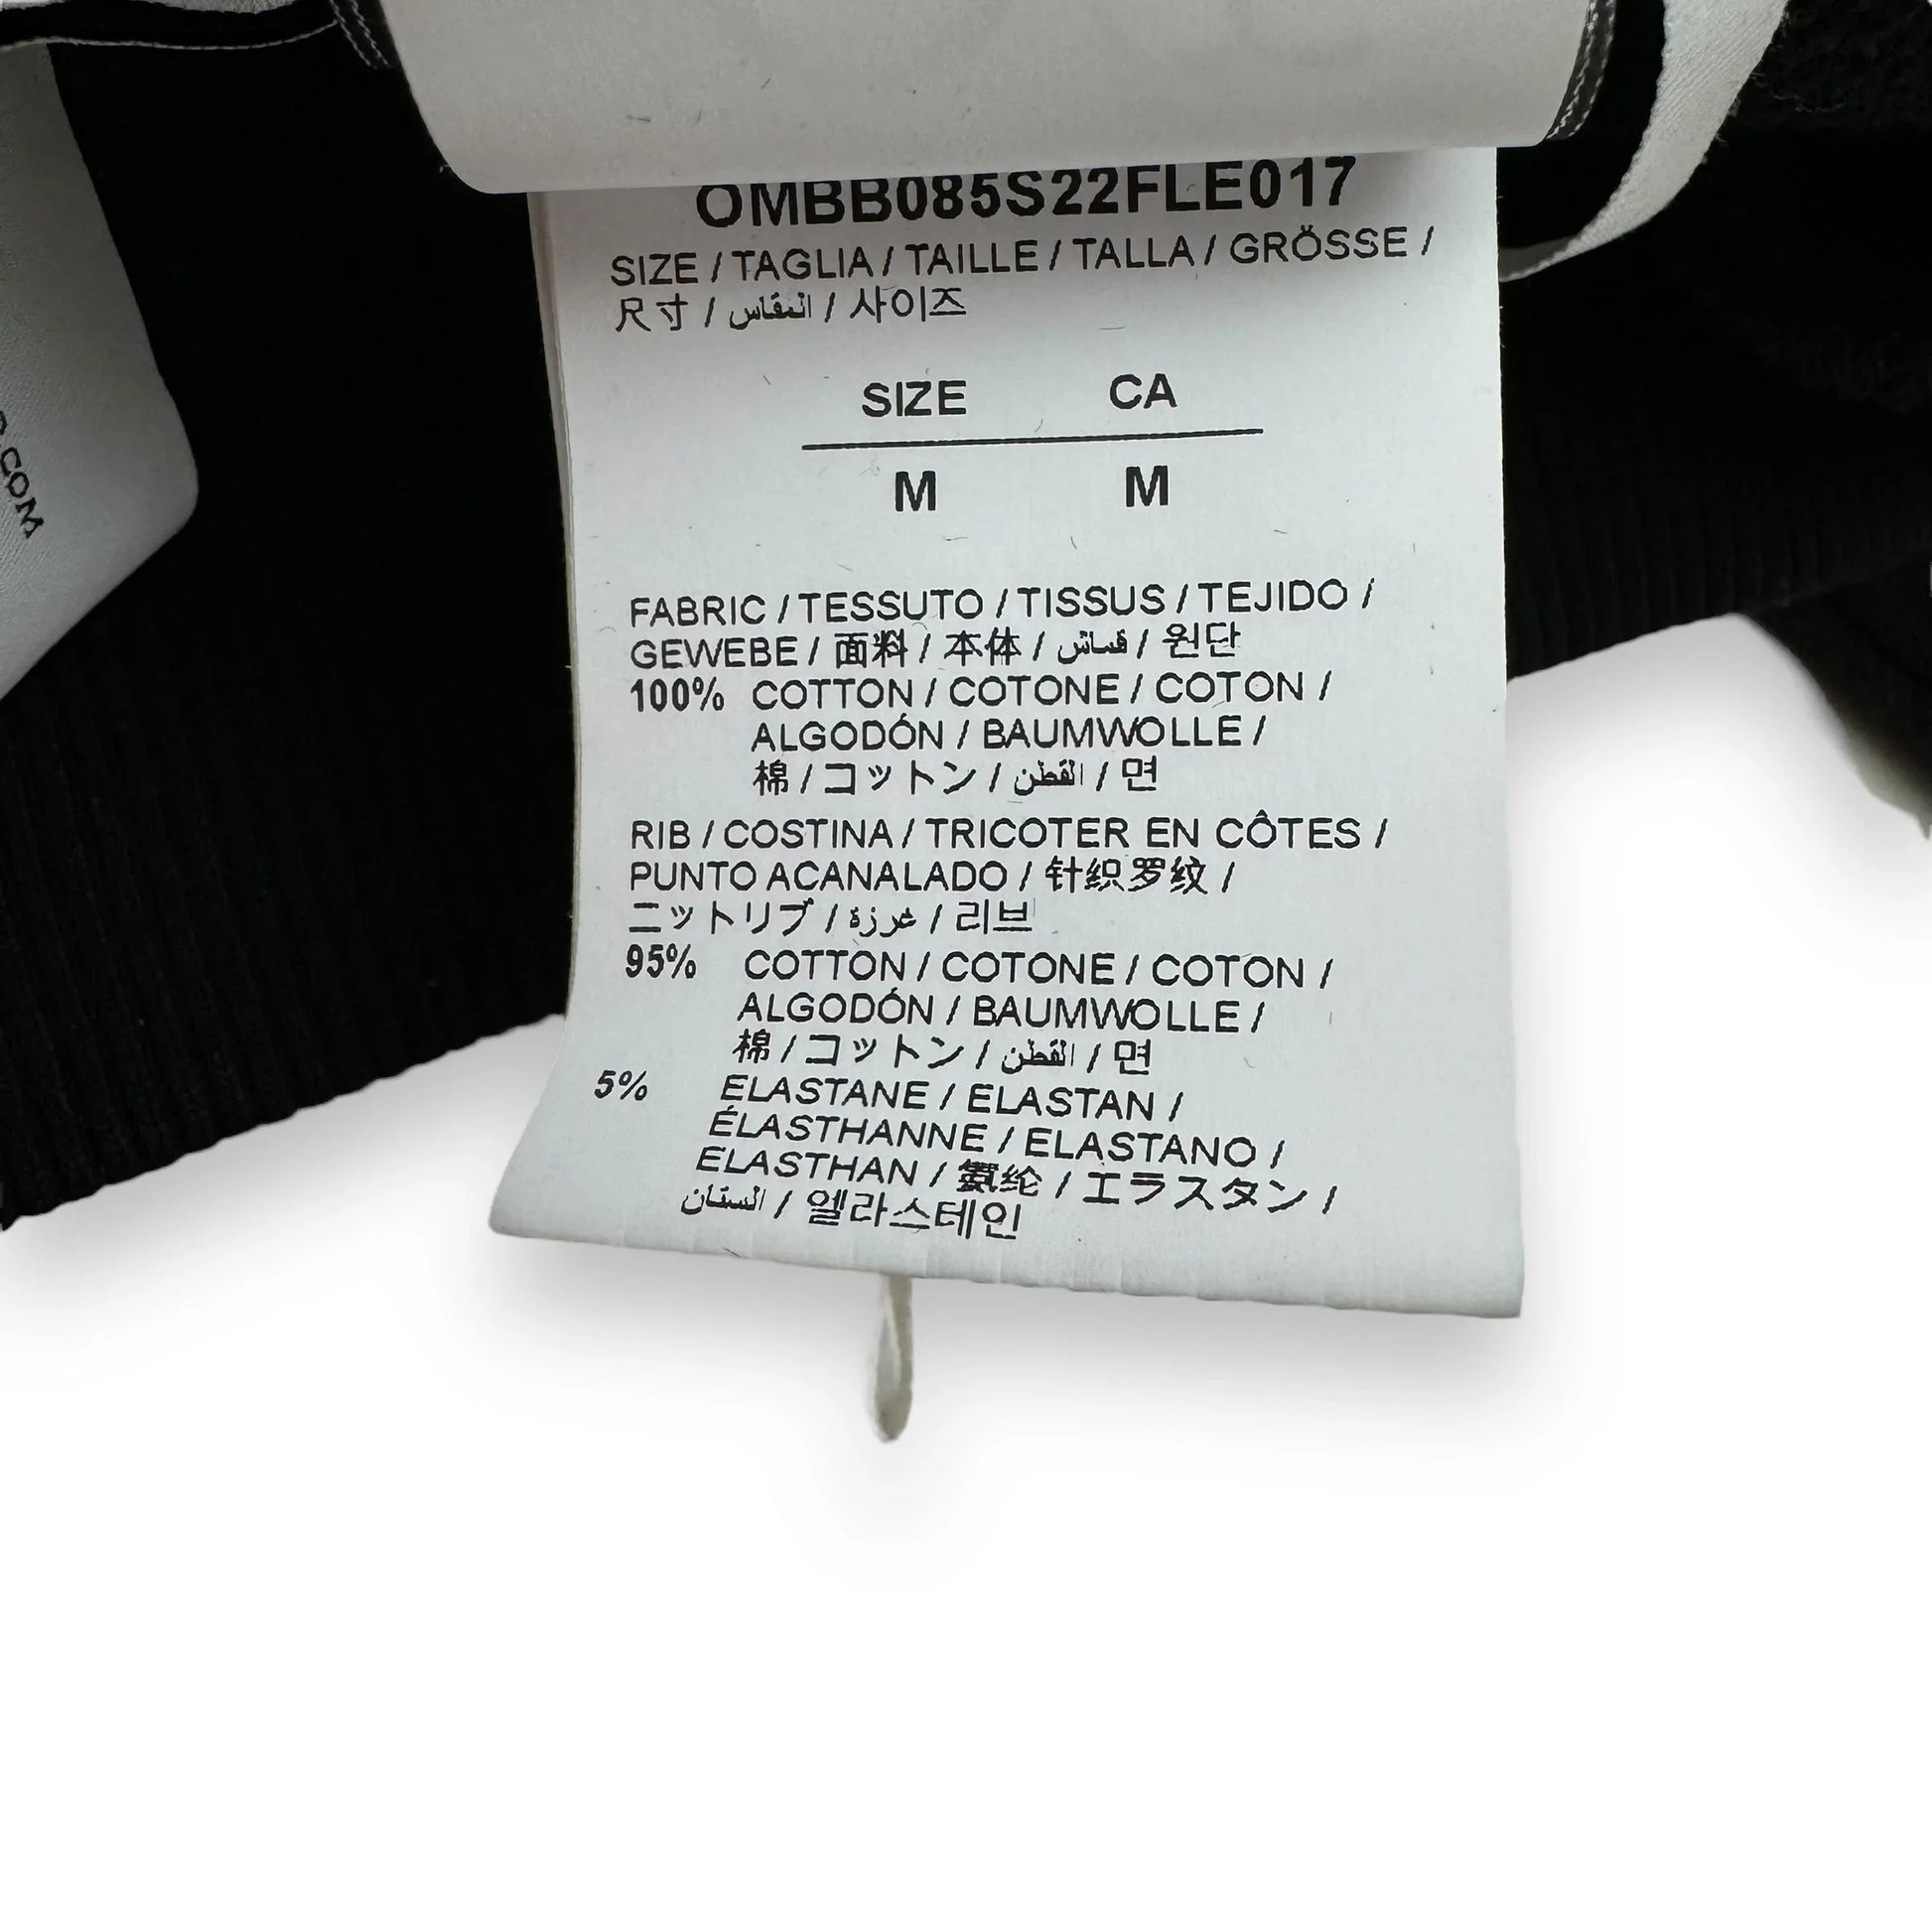 OMBB085S22FLE017
SIZE / TAGLIA / TAILLE / TALLA / GRÖSSE /
尺寸 / المقاس / 사이즈
SIZE CA
M M
FABRIC / TESSUTO / TISSUS / TEJIDO /
GEWEBE / 面料 / 本体 / قماش / 원단
100% COTTON / COTONE / COTON /
ALGODÓN / BAUMWOLLE /
棉 / コットン / القطن / 면
RIB / COSTINA / TRICOTER EN CÔTES /
PUNTO ACANALADO / 针织罗纹 /
ニットリブ / غرزة / 리브
95% COTTON / COTONE / COTON /
ALGODÓN / BAUMWOLLE /
棉 / コットン / القطن / 면
5% ELASTANE / ELASTAN /
ÉLASTHANNE / ELASTANO /
ELASTHAN / 氨纶 / エラスタン /
الستان / 엘라스테인
.COM